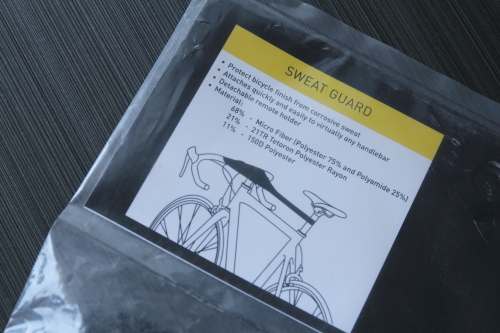 SWEAT GUARD
• Protect bicycle finish from corrosive sweat
• Attaches quickly and easily to virtually any handlebar
• Detachable remote holder
• Material:
68% - Micro Fiber (Polyester 75% and Polyamide 25%)
21% - 21TR Tetoron Polyester Rayon
11% - 150D Polyester